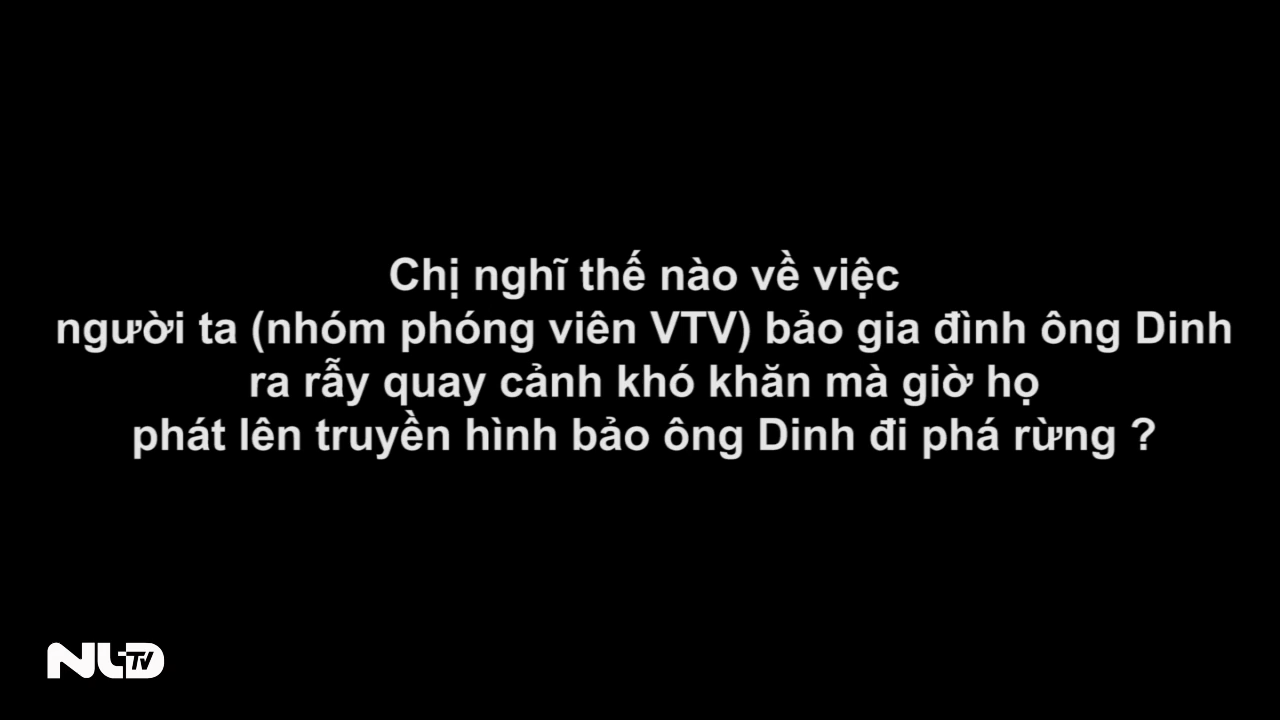 Chị nghĩ thế nào về việc
người ta (nhóm phóng viên VTV) bảo gia đình ông Dinh
ra rẫy quay cảnh khó khăn mà giờ họ
phát lên truyền hình bảo ông Dinh đi phá rừng ?
NLD TV